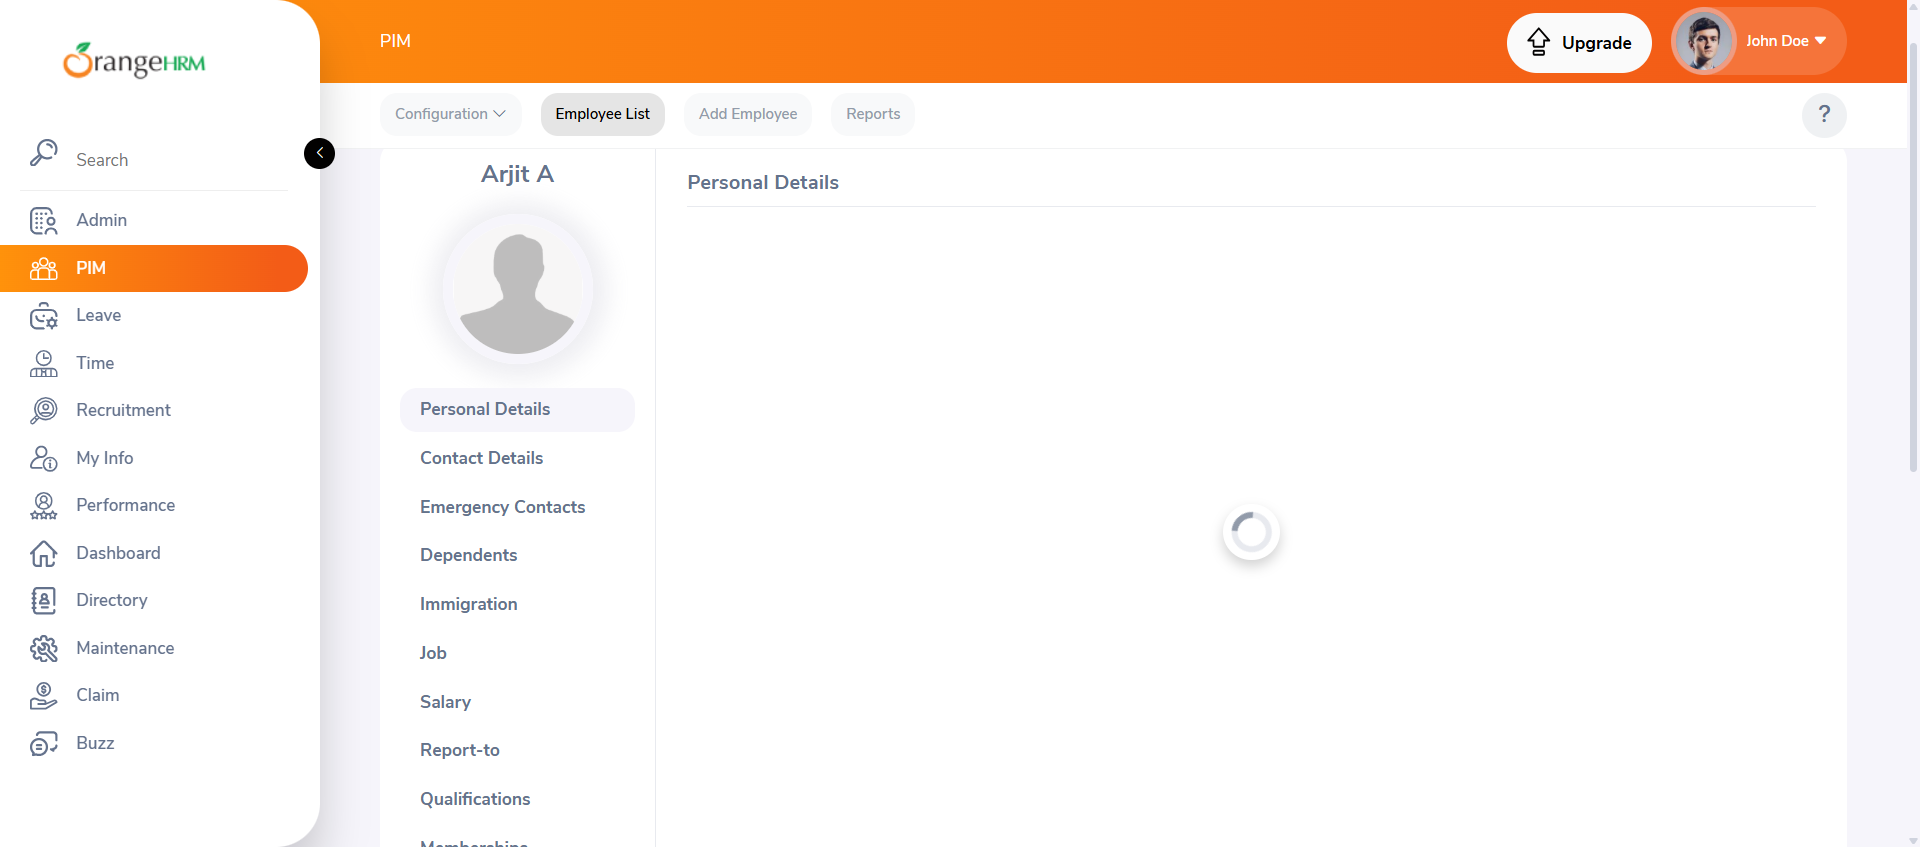 OrangeHRM
PIM
Upgrade
John Doe
Configuration
Employee List
Add Employee
Reports
?
Search
Admin
PIM
Leave
Time
Recruitment
My Info
Performance
Dashboard
Directory
Maintenance
Claim
Buzz
Arjit A
Personal Details
Contact Details
Emergency Contacts
Dependents
Immigration
Job
Salary
Report-to
Qualifications
Memberships
Personal Details